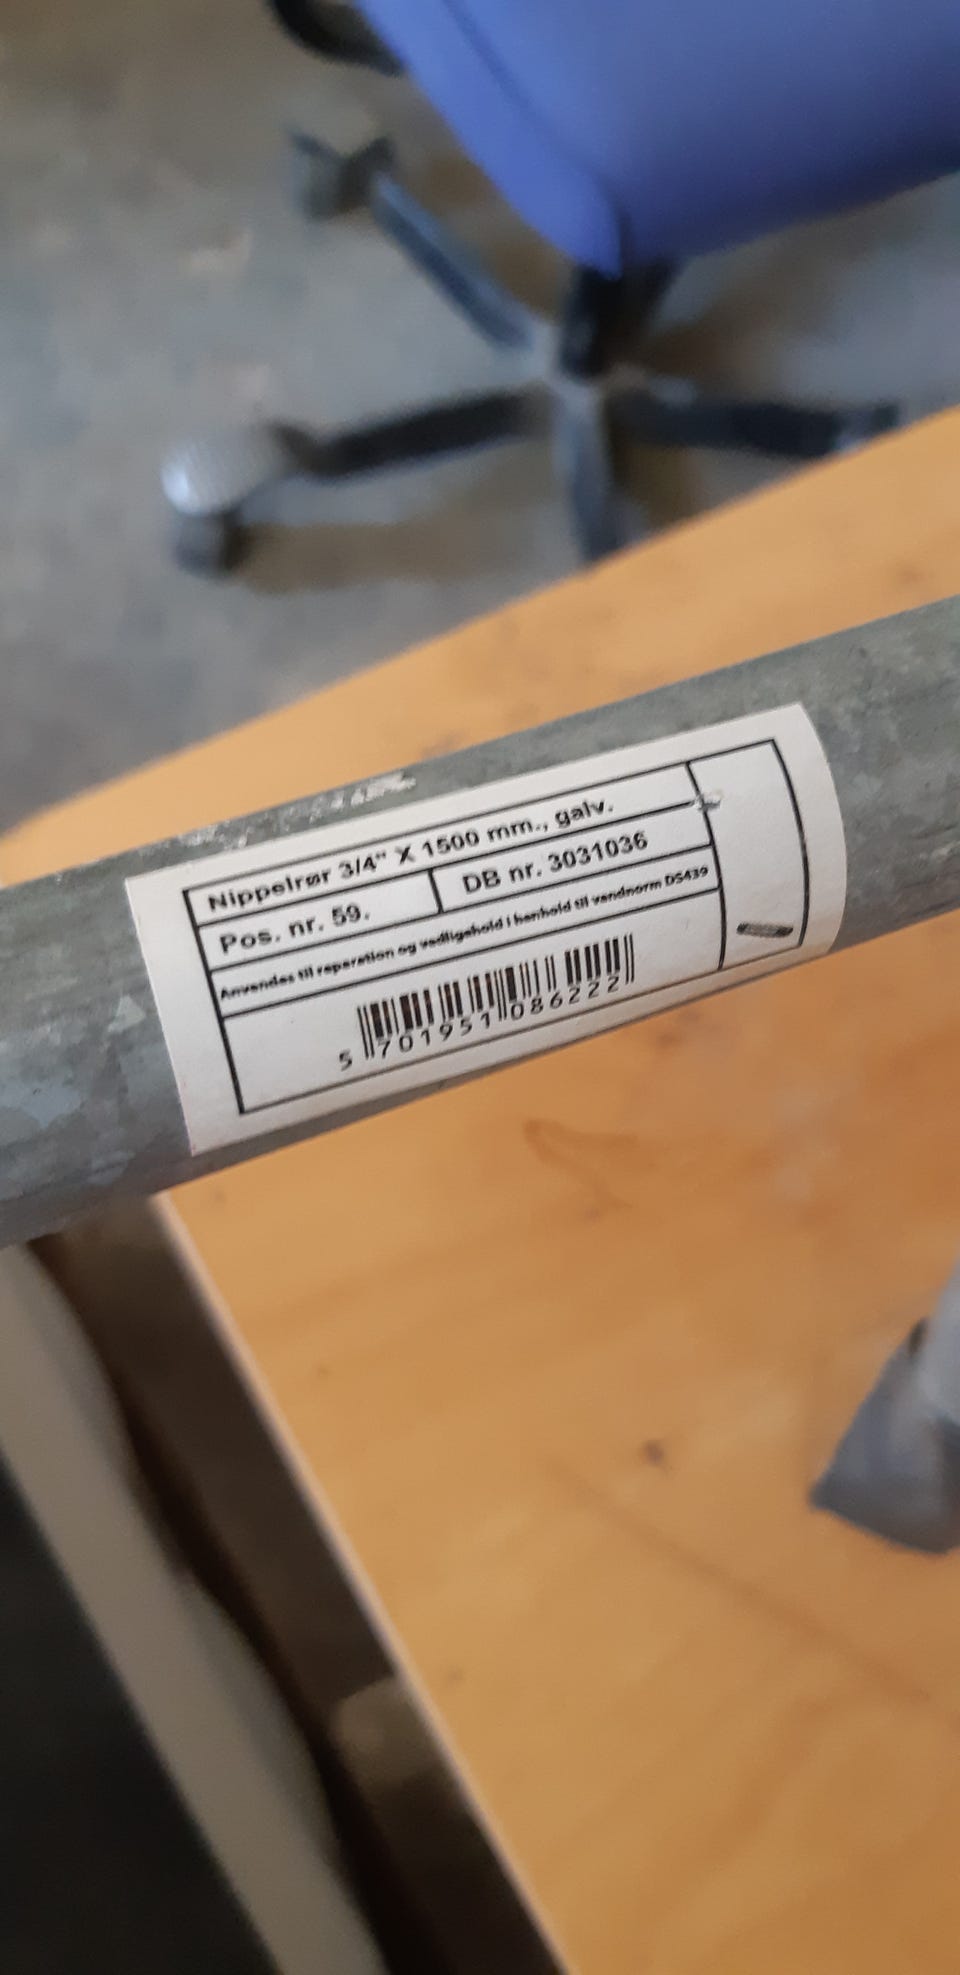 Nippelrør 3/4" X 1500 mm., galv.
Pos. nr. 59.
DB nr. 3031036
Anvendes til reparation og vedligehold i henhold til vandnorm DS439
5 701951 086222